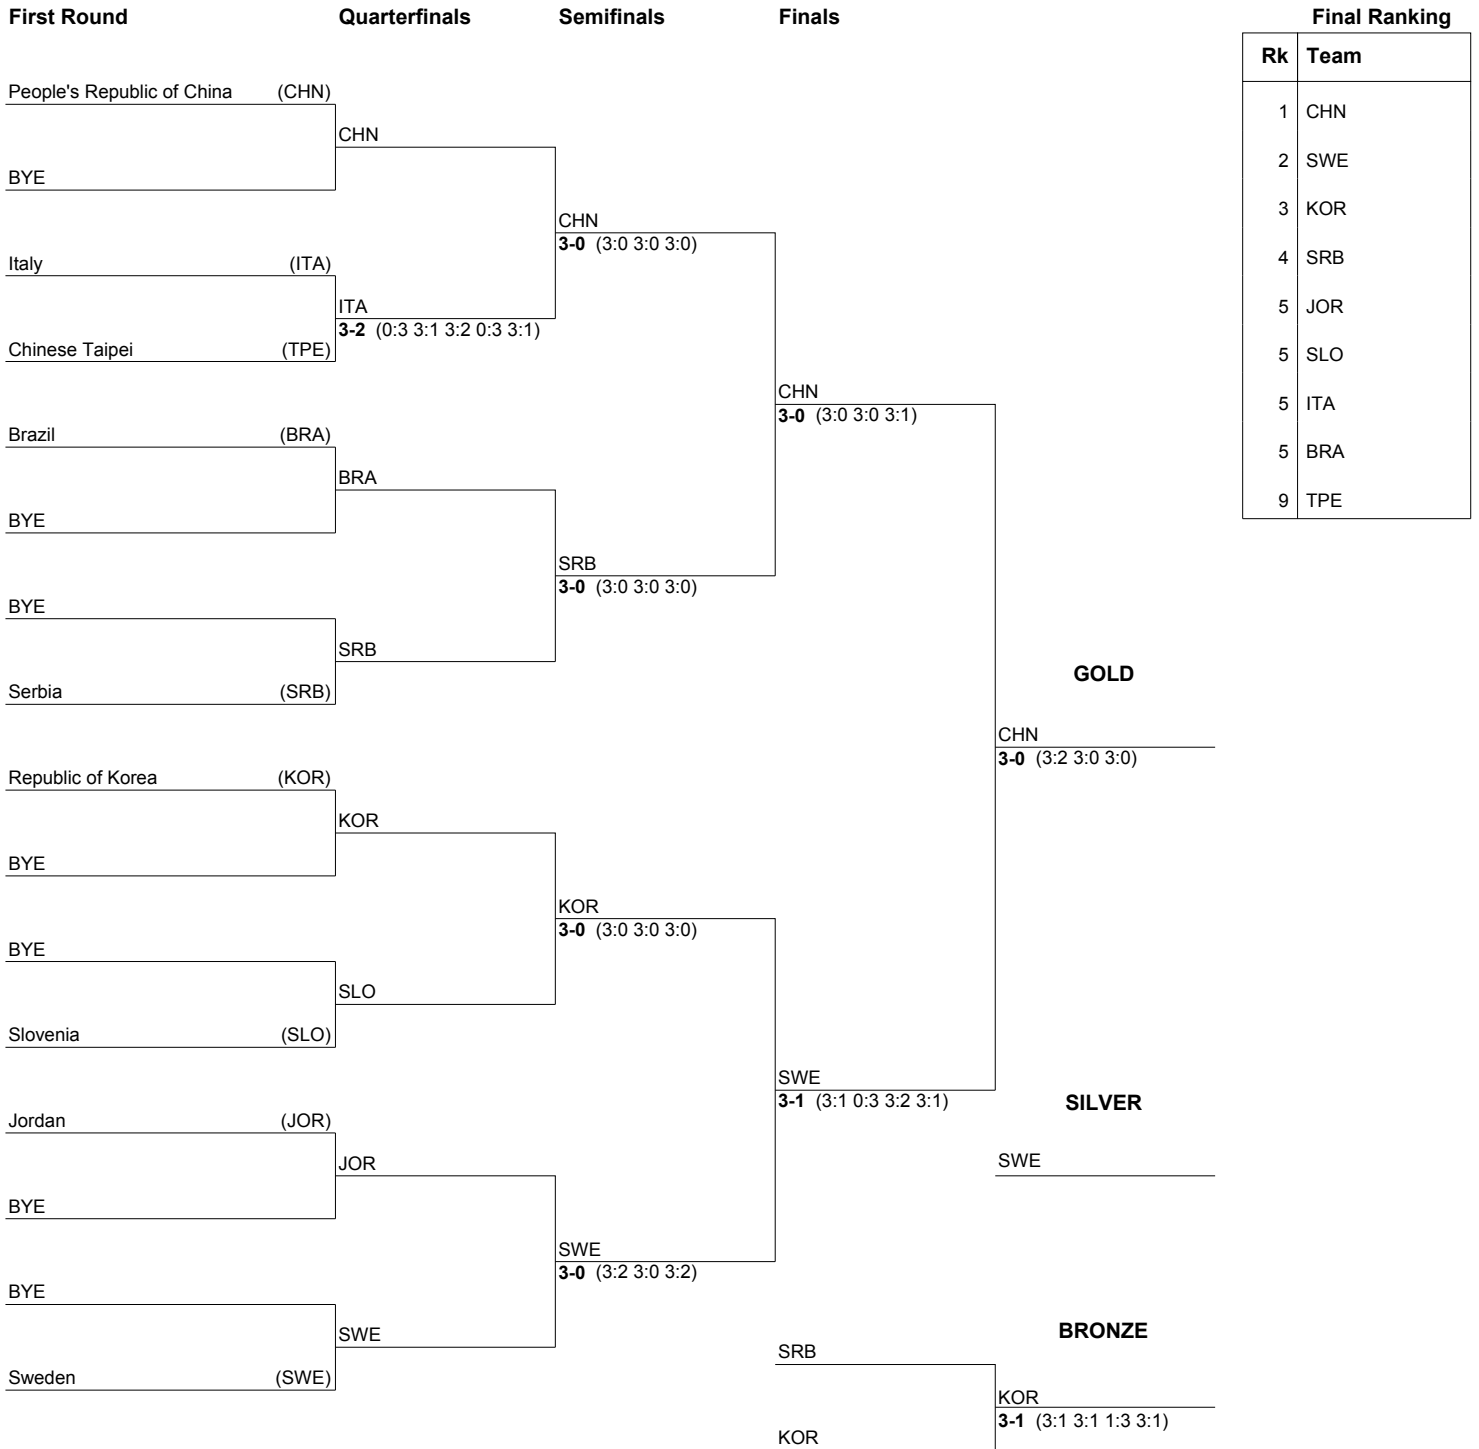 First Round Quarterfinals Semifinals Finals Final Ranking
Rk Team
1 CHN
2 SWE
3 KOR
4 SRB
5 JOR
5 SLO
5 ITA
5 BRA
9 TPE
People's Republic of China (CHN)
BYE
Italy (ITA)
Chinese Taipei (TPE)
Brazil (BRA)
BYE
BYE
Serbia (SRB)
Republic of Korea (KOR)
BYE
BYE
Slovenia (SLO)
Jordan (JOR)
BYE
BYE
Sweden (SWE)
CHN
ITA
3-2 (0:3 3:1 3:2 0:3 3:1)
BRA
SRB
KOR
SLO
JOR
SWE
CHN
3-0 (3:0 3:0 3:0)
SRB
3-0 (3:0 3:0 3:0)
KOR
3-0 (3:0 3:0 3:0)
SWE
3-0 (3:2 3:0 3:2)
CHN
3-0 (3:0 3:0 3:1)
SWE
3-1 (3:1 0:3 3:2 3:1)
GOLD
CHN
3-0 (3:2 3:0 3:0)
SILVER
SWE
BRONZE
SRB
KOR
KOR
3-1 (3:1 3:1 1:3 3:1)